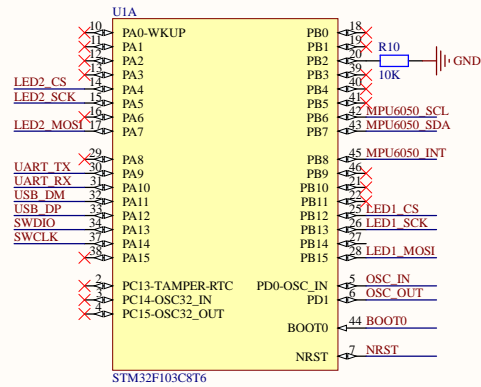 U1A
10 PA0-WKUP PB0 18
11 PA1 PB1 19
12 PA2 PB2 20 R10 10K GND
13 PA3 PB3 39
LED2_CS 14 PA4 PB4 40
LED2_SCK 15 PA5 PB5 41
16 PA6 PB6 42 MPU6050_SCL
LED2_MOSI 17 PA7 PB7 43 MPU6050_SDA
29 PA8 PB8 45 MPU6050_INT
UART_TX 30 PA9 PB9 46
UART_RX 31 PA10 PB10 21
USB_DM 32 PA11 PB11 22
USB_DP 33 PA12 PB12 25 LED1_CS
SWDIO 34 PA13 PB13 26 LED1_SCK
SWCLK 37 PA14 PB14 27
38 PA15 PB15 28 LED1_MOSI
2 PC13-TAMPER-RTC PD0-OSC_IN 5 OSC_IN
3 PC14-OSC32_IN PD1 6 OSC_OUT
4 PC15-OSC32_OUT
BOOT0 44 BOOT0
NRST 7 NRST
STM32F103C8T6